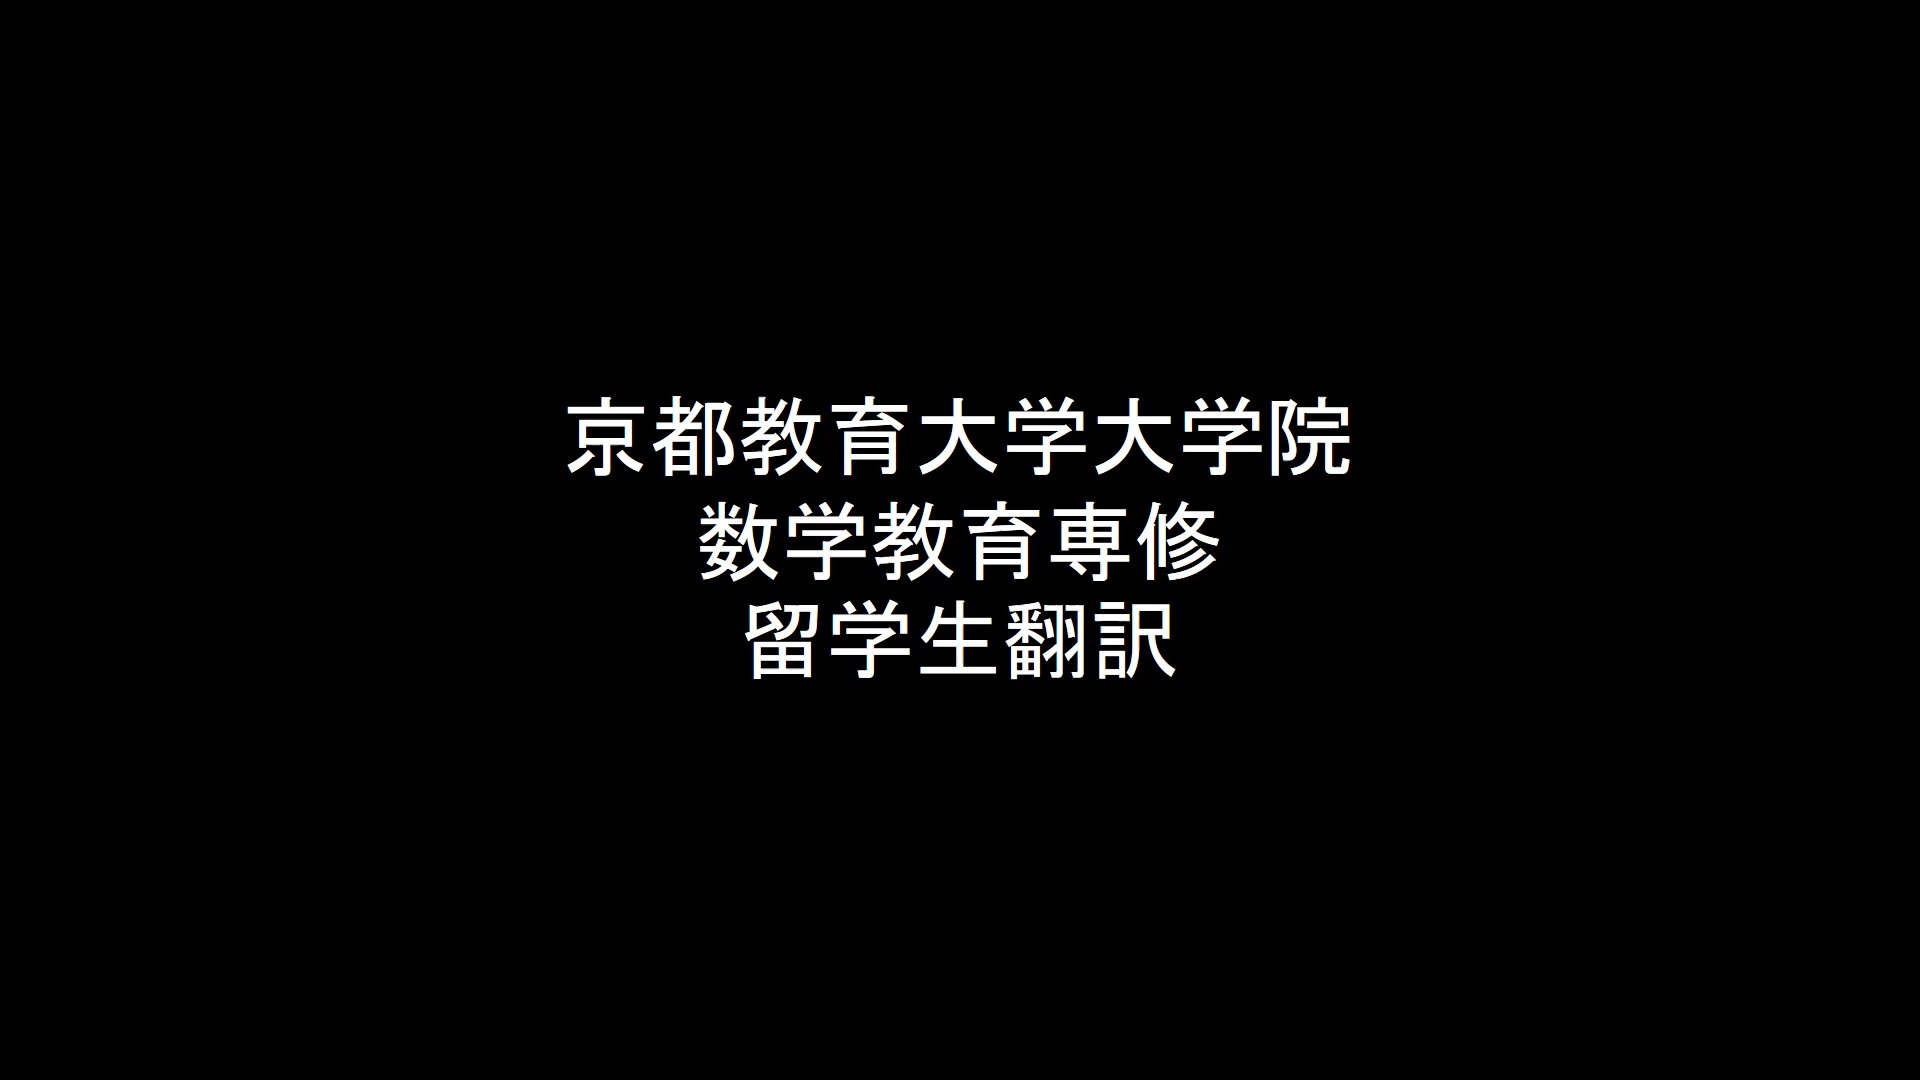 京都教育大学大学院
数学教育専修
留学生翻訳